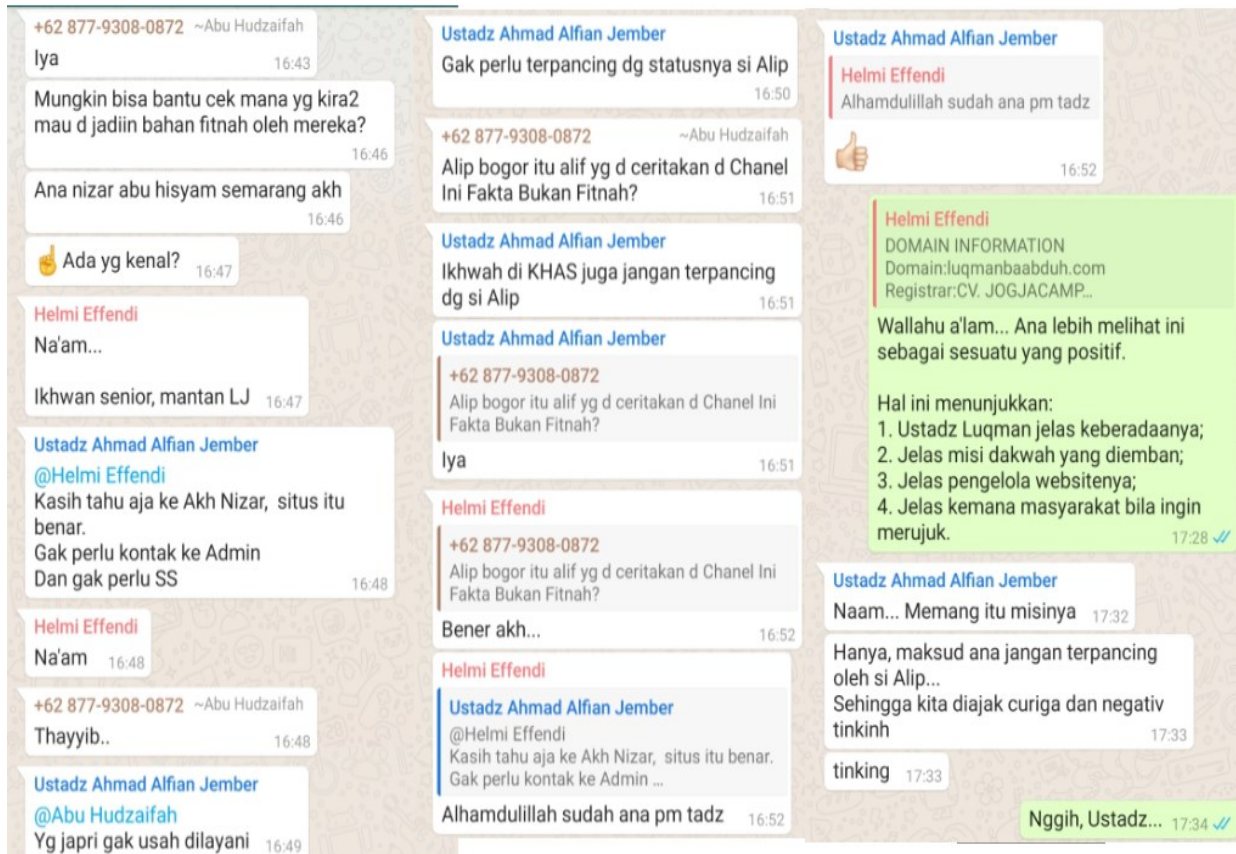 +62 877-9308-0872 ~Abu Hudzaifah
Iya
16:43
Mungkin bisa bantu cek mana yg kira2
mau d jadiin bahan fitnah oleh mereka?
16:46
Ana nizar abu hisyam semarang akh
16:46
☝ Ada yg kenal? 16:47
Helmi Effendi
Na'am...
Ikhwan senior, mantan LJ 16:47
Ustadz Ahmad Alfian Jember
@Helmi Effendi
Kasih tahu aja ke Akh Nizar, situs itu
benar.
Gak perlu kontak ke Admin
Dan gak perlu SS 16:48
Helmi Effendi
Na'am 16:48
+62 877-9308-0872 ~Abu Hudzaifah
Thayyib.. 16:48
Ustadz Ahmad Alfian Jember
@Abu Hudzaifah
Yg japri gak usah dilayani 16:49
Ustadz Ahmad Alfian Jember
Gak perlu terpancing dg statusnya si Alip
16:50
+62 877-9308-0872 ~Abu Hudzaifah
Alip bogor itu alif yg d ceritakan d Chanel
Ini Fakta Bukan Fitnah? 16:51
Ustadz Ahmad Alfian Jember
Ikhwah di KHAS juga jangan terpancing
dg si Alip 16:51
Ustadz Ahmad Alfian Jember
+62 877-9308-0872
Alip bogor itu alif yg d ceritakan d Chanel Ini
Fakta Bukan Fitnah?
Iya 16:51
Helmi Effendi
+62 877-9308-0872
Alip bogor itu alif yg d ceritakan d Chanel Ini
Fakta Bukan Fitnah?
Bener akh... 16:52
Helmi Effendi
Ustadz Ahmad Alfian Jember
@Helmi Effendi
Kasih tahu aja ke Akh Nizar, situs itu benar.
Gak perlu kontak ke Admin ...
Alhamdulillah sudah ana pm tadz 16:52
Ustadz Ahmad Alfian Jember
Helmi Effendi
Alhamdulillah sudah ana pm tadz
👍 16:52
Helmi Effendi
DOMAIN INFORMATION
Domain:luqmanbaabduh.com
Registrar:CV. JOGJACAMP...
Wallahu a'lam... Ana lebih melihat ini
sebagai sesuatu yang positif.
Hal ini menunjukkan:
1. Ustadz Luqman jelas keberadaanya;
2. Jelas misi dakwah yang diemban;
3. Jelas pengelola websitenya;
4. Jelas kemana masyarakat bila ingin
merujuk. 17:28
Ustadz Ahmad Alfian Jember
Naam... Memang itu misinya 17:32
Hanya, maksud ana jangan terpancing
oleh si Alip...
Sehingga kita diajak curiga dan negativ
tinkinh 17:33
tinking 17:33
Nggih, Ustadz... 17:34